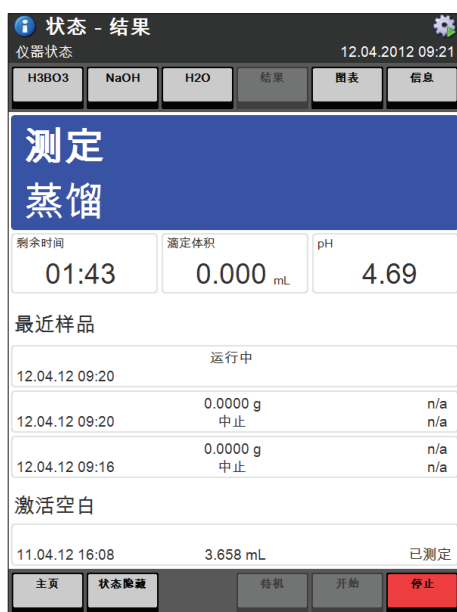 状态 - 结果
仪器状态 12.04.2012 09:21
H3BO3 NaOH H2O 结果 图表 信息
测定
蒸馏
剩余时间 滴定体积 pH
01:43 0.000 mL 4.69
最近样品
运行中
12.04.12 09:20
0.0000 g n/a
12.04.12 09:20 中止 n/a
0.0000 g n/a
12.04.12 09:16 中止 n/a
激活空白
11.04.12 16:08 3.658 mL 已测定
主页 状态隐藏 待机 开始 停止